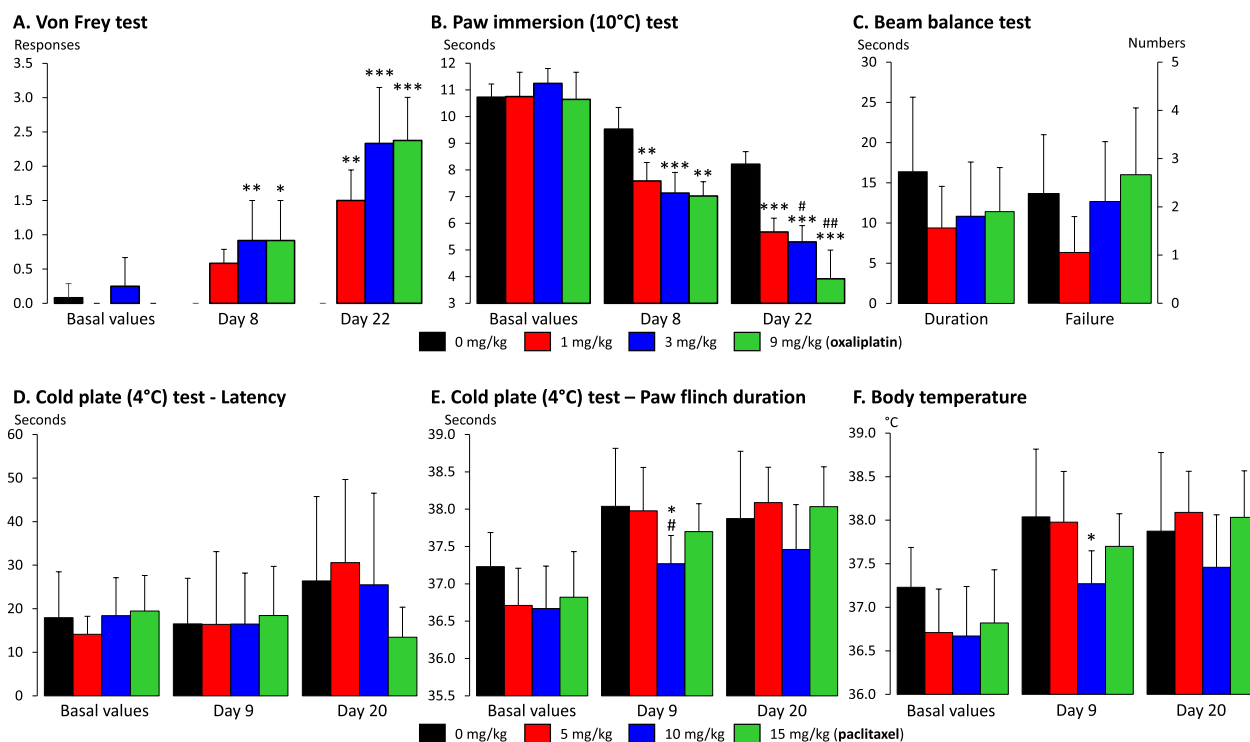 A. Von Frey test
Responses
3.5
3.0
2.5
2.0
1.5
1.0
0.5
0.0
** * ** *** ***
Basal values Day 8 Day 22
B. Paw immersion (10°C) test
Seconds
12
11
10
9
8
7
6
5
4
3
** *** ** *** # *** ## ***
Basal values Day 8 Day 22
C. Beam balance test
Seconds Numbers
30
25
20
15
10
5
0
5
4
3
2
1
0
Duration Failure
0 mg/kg 1 mg/kg 3 mg/kg 9 mg/kg (oxaliplatin)
D. Cold plate (4°C) test - Latency
Seconds
60
50
40
30
20
10
0
Basal values Day 9 Day 20
E. Cold plate (4°C) test – Paw flinch duration
Seconds
39.0
38.5
38.0
37.5
37.0
36.5
36.0
35.5
*
#
Basal values Day 9 Day 20
F. Body temperature
°C
39.0
38.0
37.0
36.0
*
Basal values Day 9 Day 20
0 mg/kg 5 mg/kg 10 mg/kg 15 mg/kg (paclitaxel)